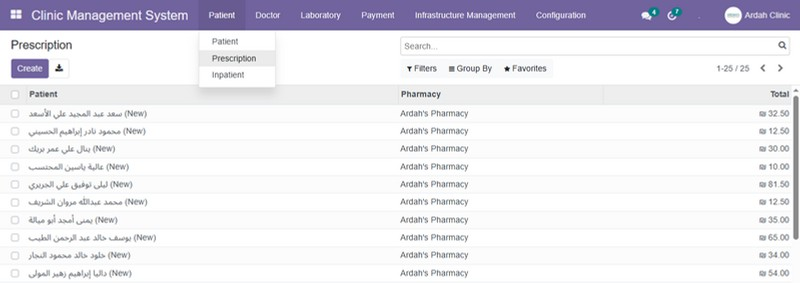 Clinic Management System Patient Doctor Laboratory Payment Infrastructure Management Configuration 4 7 Ardah Clinic
Prescription
Search...
Patient
Prescription
Inpatient
Create
Filters Group By Favorites 1-25 / 25
Patient Pharmacy Total
سعد عبد المجيد علي الأسعد (New) Ardah's Pharmacy ₪ 32.50
محمود نادر إبراهيم الحسيني (New) Ardah's Pharmacy ₪ 12.50
ينال علي عمر بريك (New) Ardah's Pharmacy ₪ 30.00
عالية ياسين المحتسب (New) Ardah's Pharmacy ₪ 10.00
ليلى توفيق علي الجريري (New) Ardah's Pharmacy ₪ 81.50
محمد عبدالله مروان الشريف (New) Ardah's Pharmacy ₪ 12.50
يمنى أمجد أبو ميالة (New) Ardah's Pharmacy ₪ 35.00
يوسف خالد عبد الرحمن الطيب (New) Ardah's Pharmacy ₪ 65.00
خلود خالد محمود النجار (New) Ardah's Pharmacy ₪ 34.00
داليا إبراهيم زهير المولى (New) Ardah's Pharmacy ₪ 54.00